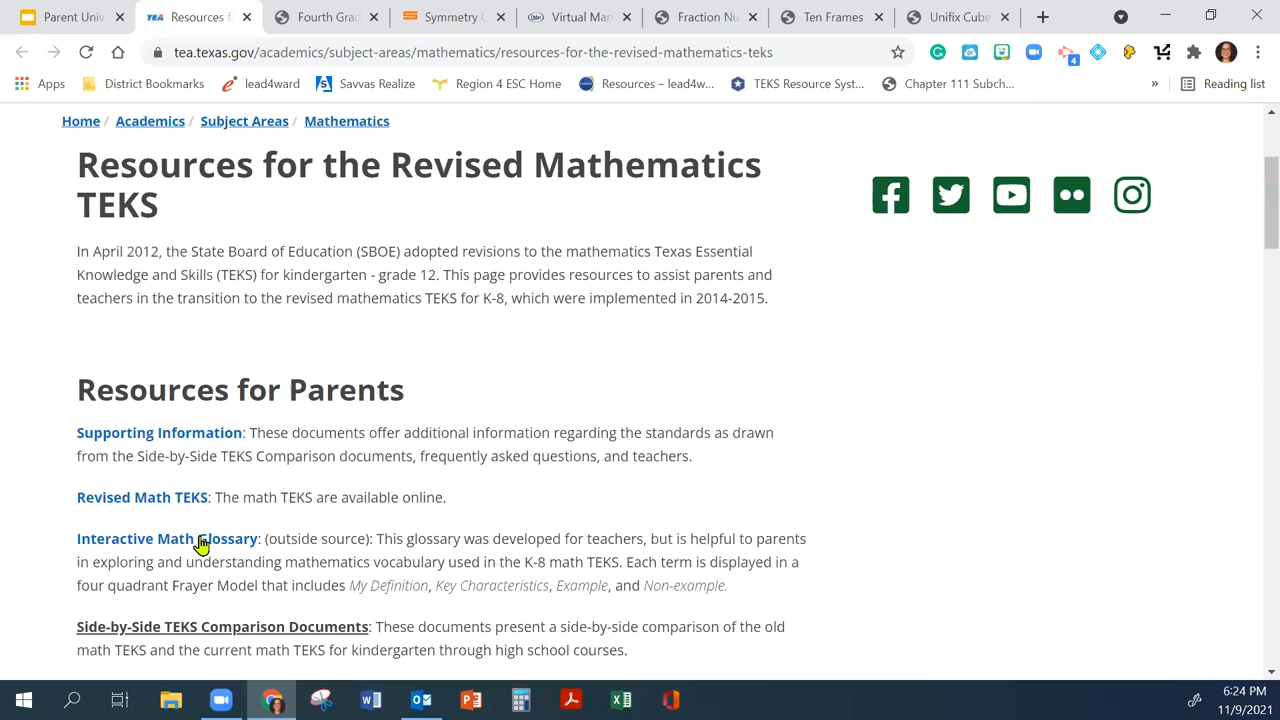 Parent Univ
TEA Resources f
Fourth Grad
Symmetry C
Virtual Man
Fraction Nu
Ten Frames
Unifix Cube
tea.texas.gov/academics/subject-areas/mathematics/resources-for-the-revised-mathematics-teks
4
Apps District Bookmarks lead4ward Savvas Realize Region 4 ESC Home Resources – lead4w... TEKS Resource Syst... Chapter 111 Subch... » Reading list
Home / Academics / Subject Areas / Mathematics
Resources for the Revised Mathematics
TEKS
In April 2012, the State Board of Education (SBOE) adopted revisions to the mathematics Texas Essential
Knowledge and Skills (TEKS) for kindergarten - grade 12. This page provides resources to assist parents and
teachers in the transition to the revised mathematics TEKS for K-8, which were implemented in 2014-2015.
Resources for Parents
Supporting Information: These documents offer additional information regarding the standards as drawn
from the Side-by-Side TEKS Comparison documents, frequently asked questions, and teachers.
Revised Math TEKS: The math TEKS are available online.
Interactive Math Glossary: (outside source): This glossary was developed for teachers, but is helpful to parents
in exploring and understanding mathematics vocabulary used in the K-8 math TEKS. Each term is displayed in a
four quadrant Frayer Model that includes My Definition, Key Characteristics, Example, and Non-example.
Side-by-Side TEKS Comparison Documents: These documents present a side-by-side comparison of the old
math TEKS and the current math TEKS for kindergarten through high school courses.
6:24 PM
11/9/2021